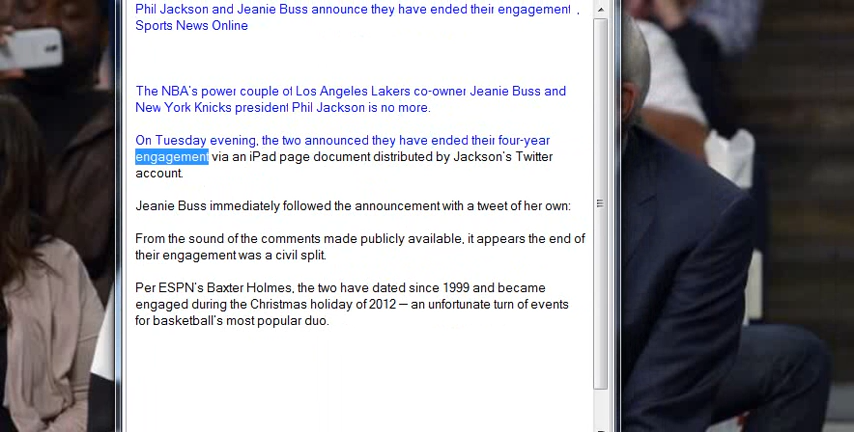 Phil Jackson and Jeanie Buss announce they have ended their engagement ,
Sports News Online
The NBA's power couple of Los Angeles Lakers co-owner Jeanie Buss and
New York Knicks president Phil Jackson is no more.
On Tuesday evening, the two announced they have ended their four-year
engagement via an iPad page document distributed by Jackson's Twitter
account.
Jeanie Buss immediately followed the announcement with a tweet of her own:
From the sound of the comments made publicly available, it appears the end of
their engagement was a civil split.
Per ESPN's Baxter Holmes, the two have dated since 1999 and became
engaged during the Christmas holiday of 2012 — an unfortunate turn of events
for basketball's most popular duo.